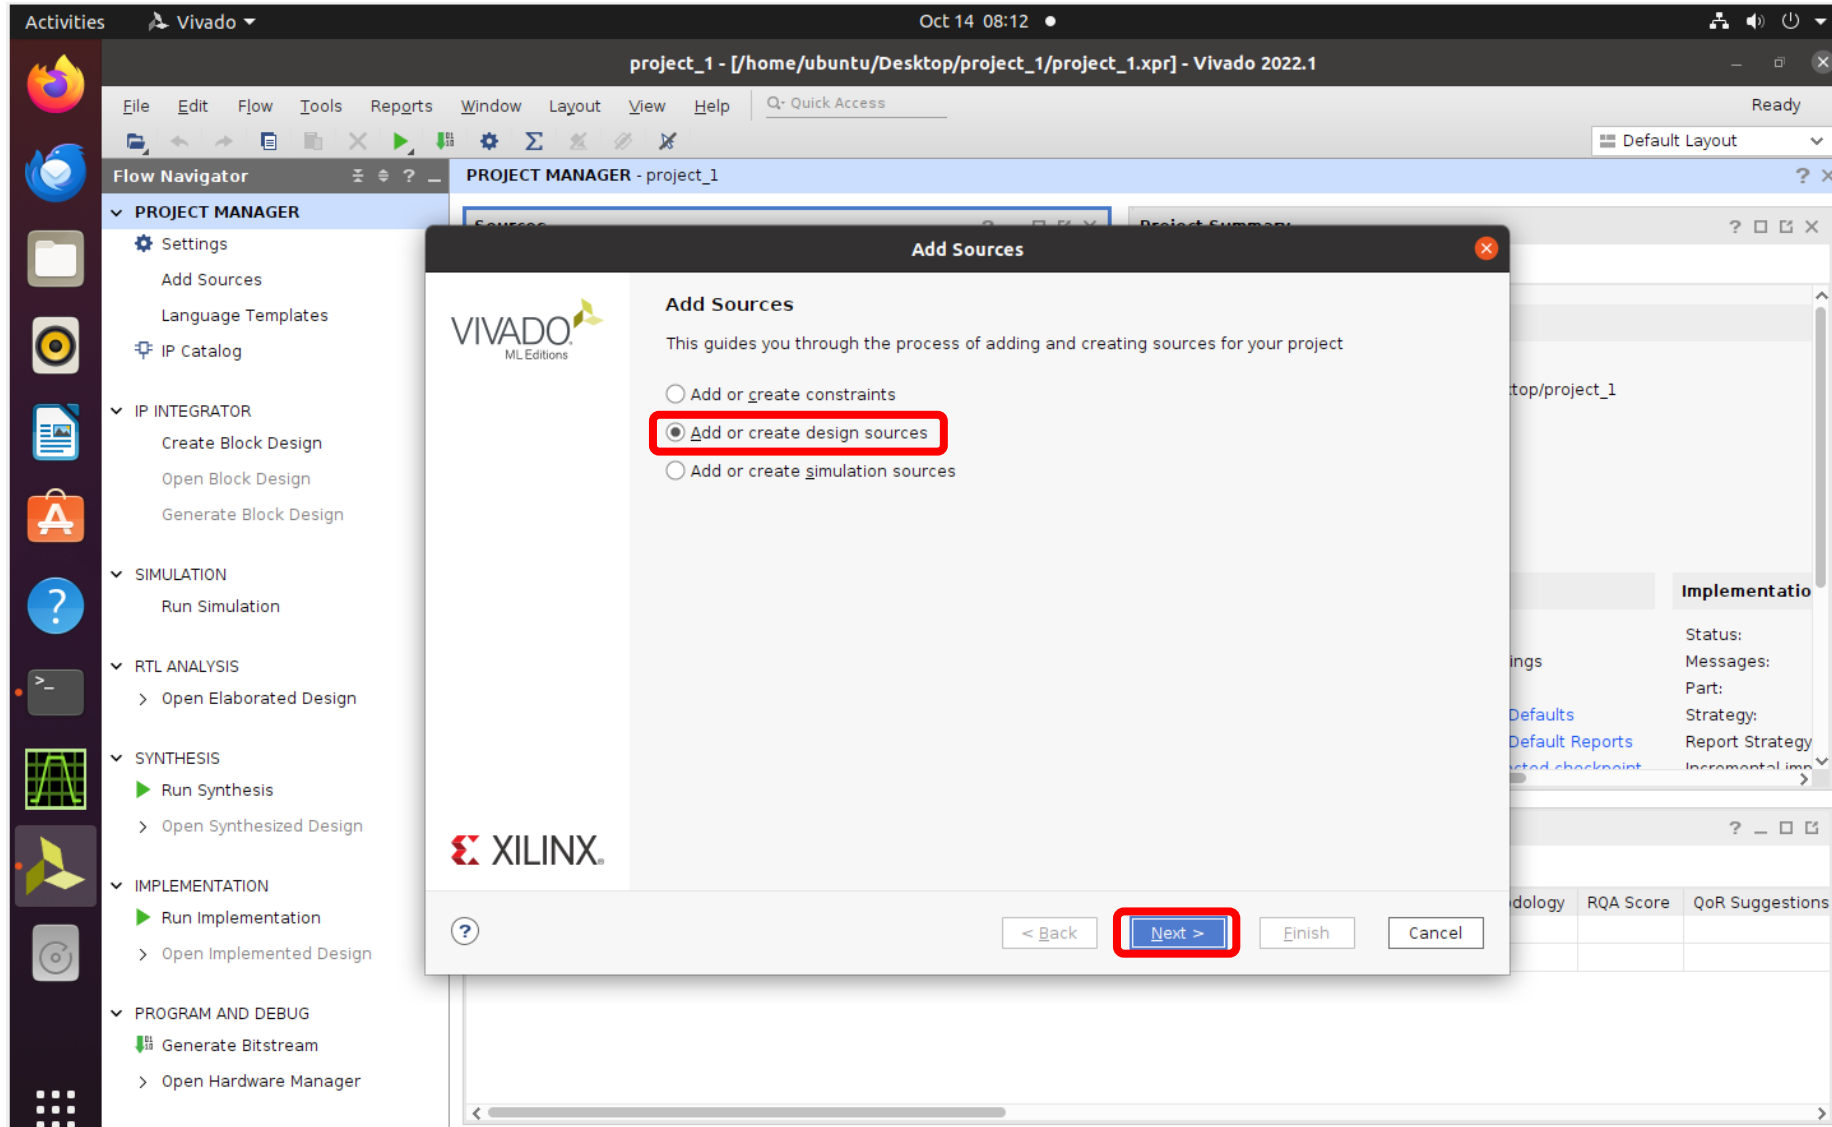 Activities Vivado Oct 14 08:12
project_1 - [/home/ubuntu/Desktop/project_1/project_1.xpr] - Vivado 2022.1
File Edit Flow Tools Reports Window Layout View Help Quick Access Ready
Default Layout
Flow Navigator
PROJECT MANAGER
Settings
Add Sources
Language Templates
IP Catalog
IP INTEGRATOR
Create Block Design
Open Block Design
Generate Block Design
SIMULATION
Run Simulation
RTL ANALYSIS
Open Elaborated Design
SYNTHESIS
Run Synthesis
Open Synthesized Design
IMPLEMENTATION
Run Implementation
Open Implemented Design
PROGRAM AND DEBUG
Generate Bitstream
Open Hardware Manager
PROJECT MANAGER - project_1
Sources
Project Summary
Add Sources
VIVADO
ML Editions
XILINX
Add Sources
This guides you through the process of adding and creating sources for your project
Add or create constraints
Add or create design sources
Add or create simulation sources
< Back Next > Finish Cancel
top/project_1
Implementatio
Status:
ings Messages:
Part:
Defaults Strategy:
Default Reports Report Strategy
checkpoint
dology RQA Score QoR Suggestions